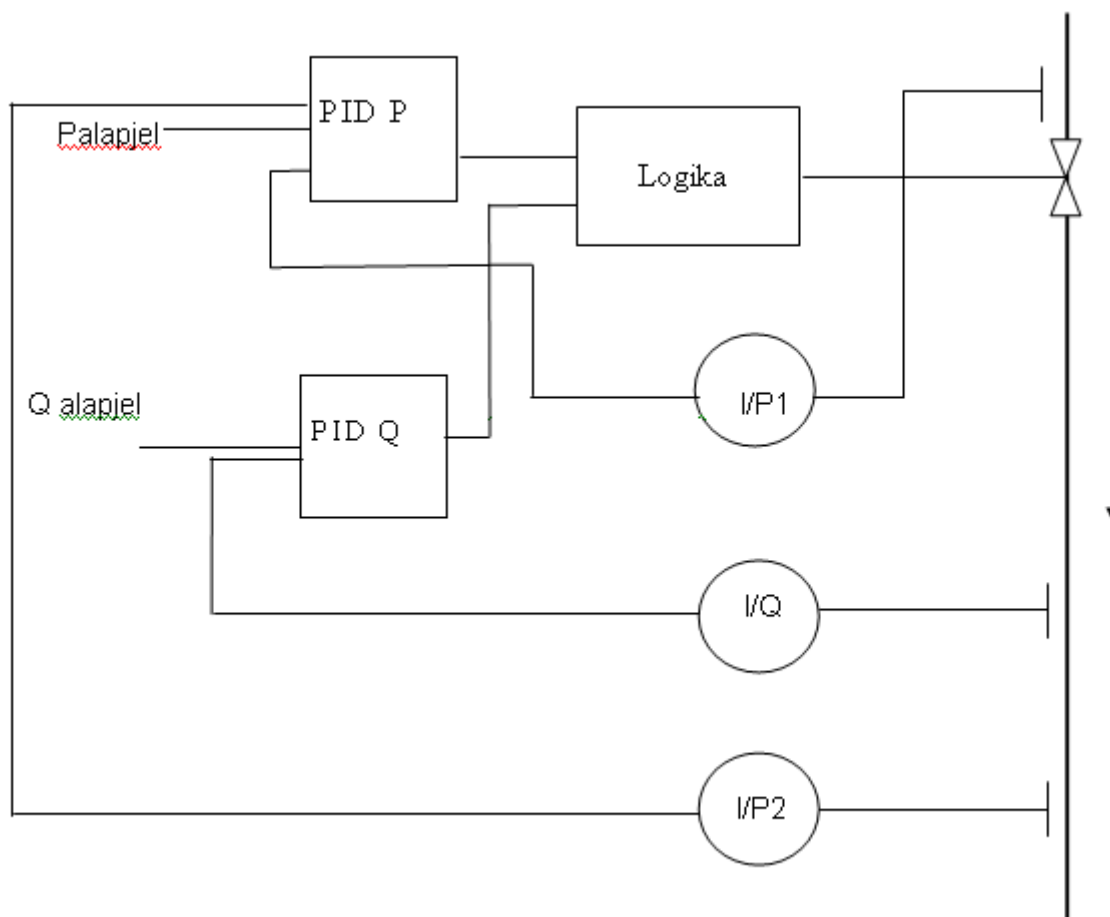 PID P
Palapjel
Logika
I/P1
Q alapjel
PID Q
I/Q
I/P2